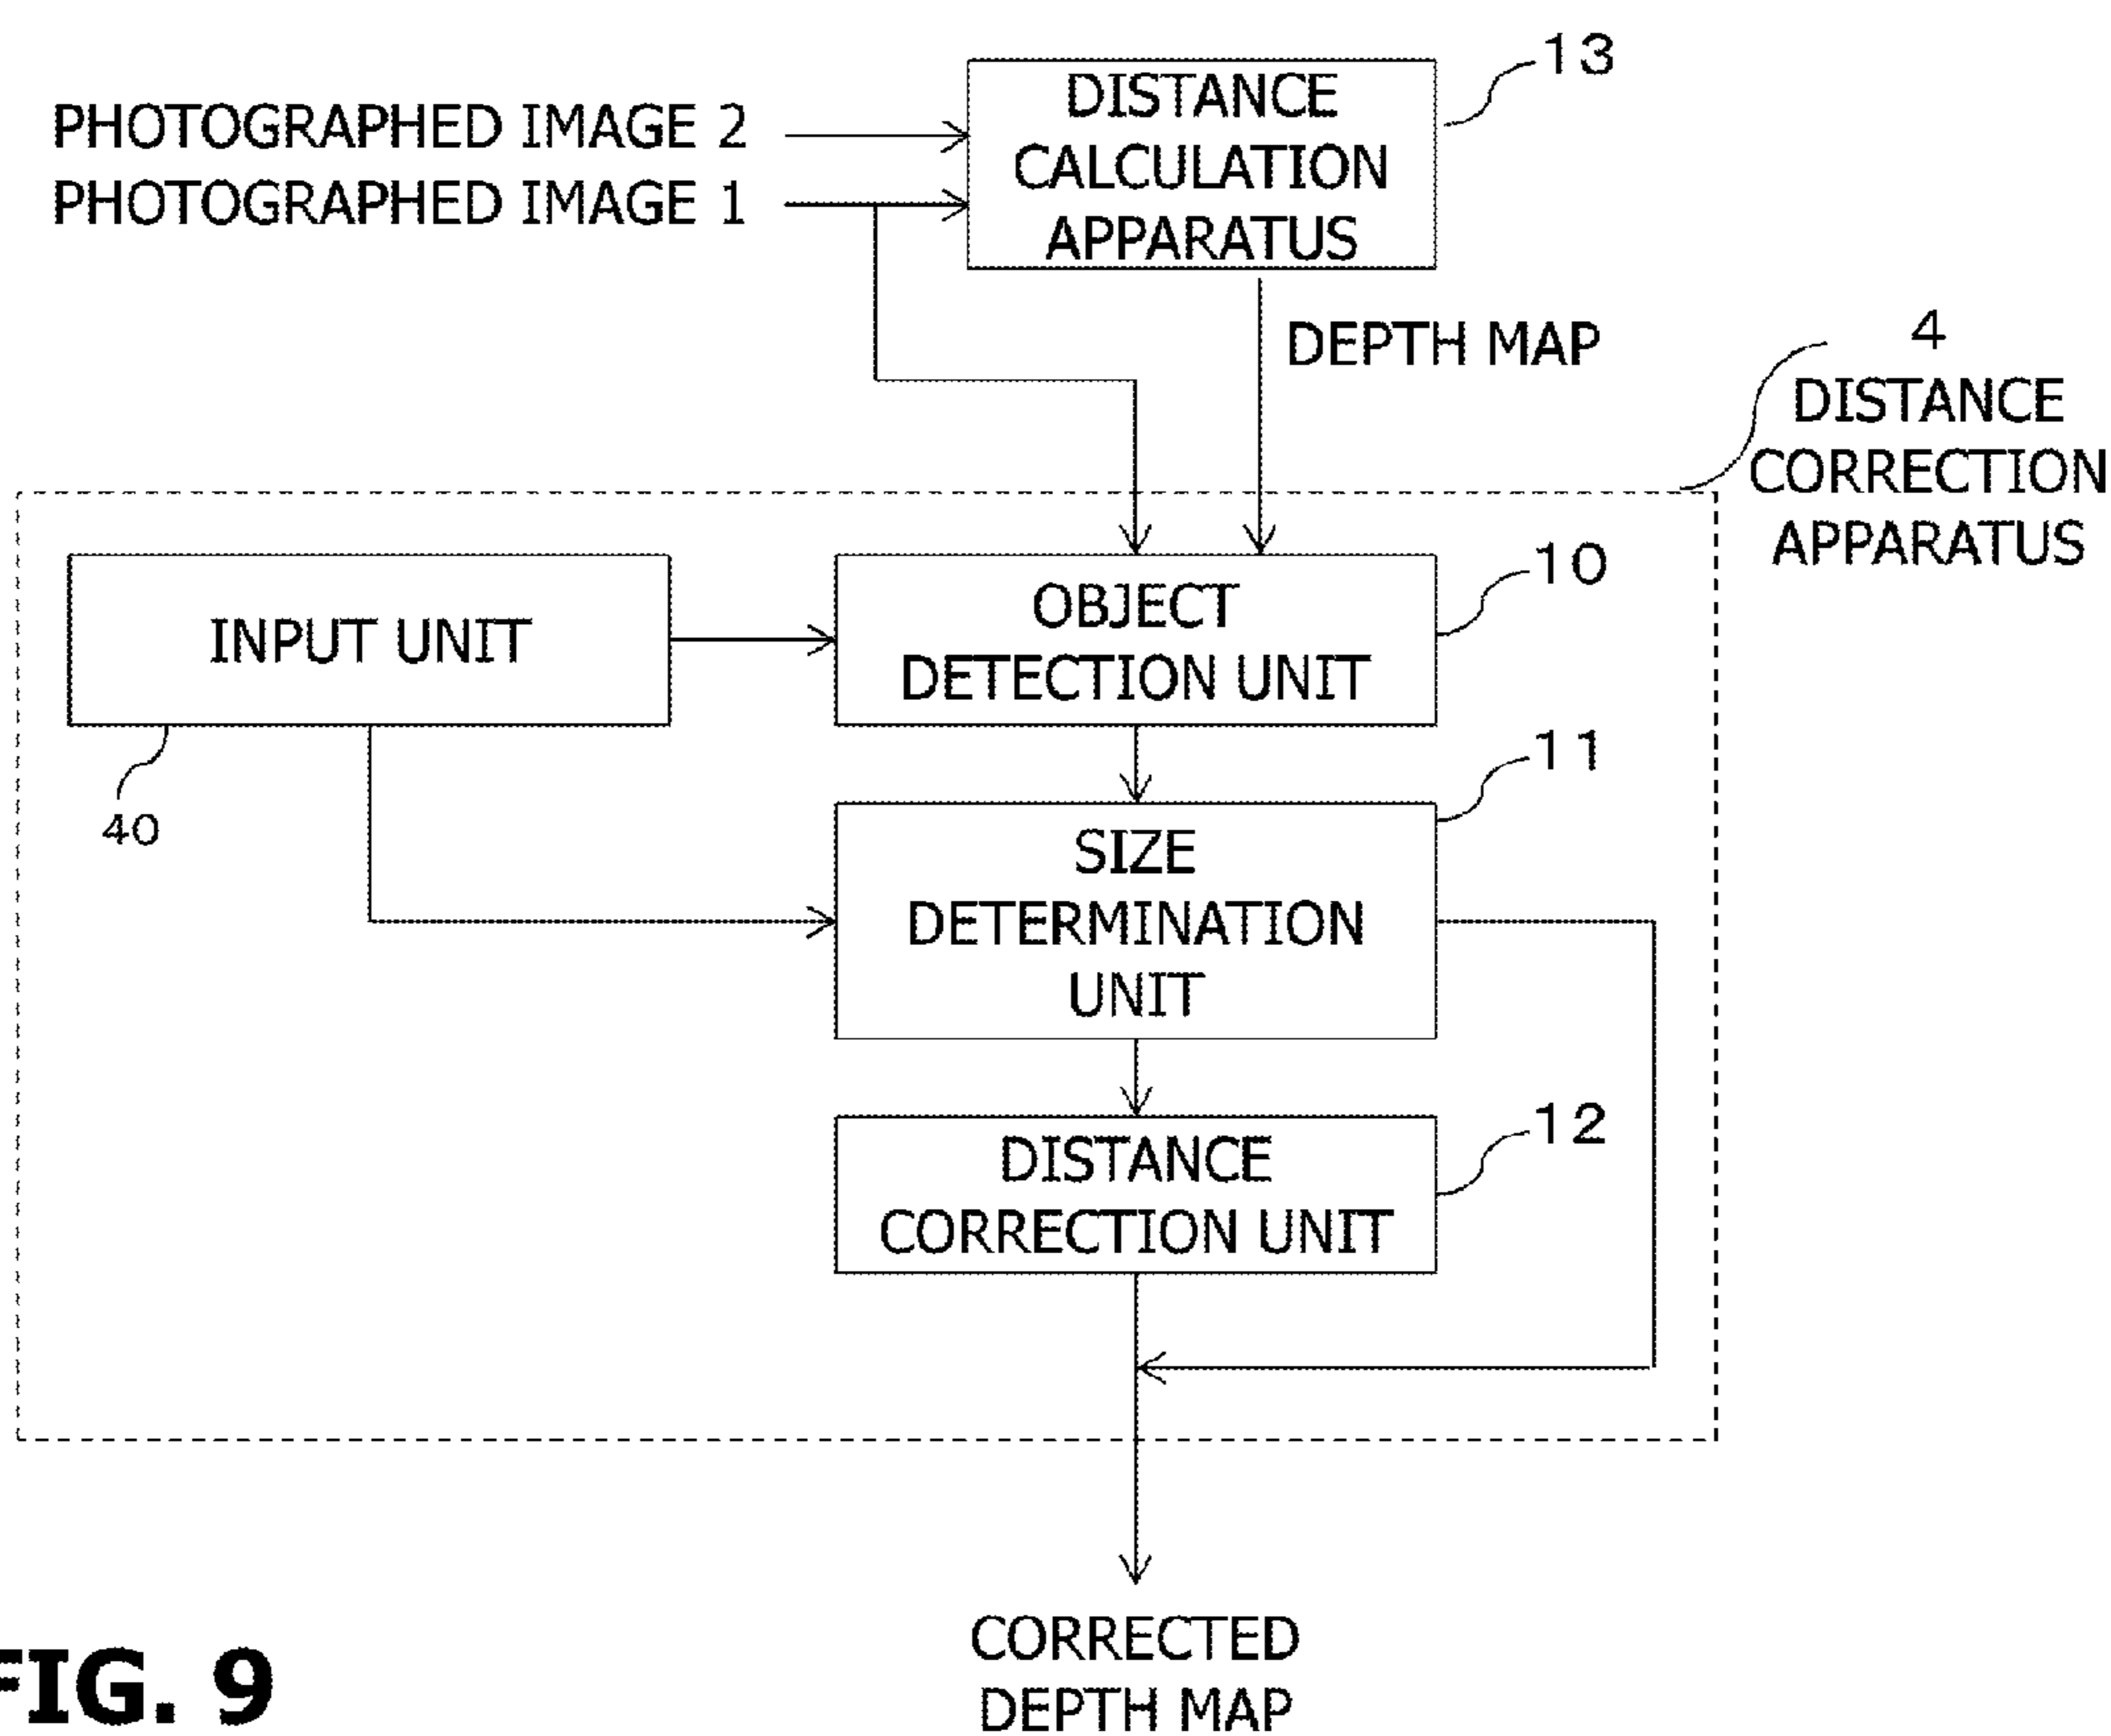 13
DISTANCE
CALCULATION
APPARATUS
PHOTOGRAPHED IMAGE 2
PHOTOGRAPHED IMAGE 1
DEPTH MAP
4
DISTANCE
CORRECTION
APPARATUS
INPUT UNIT
40
OBJECT
DETECTION UNIT
10
SIZE
DETERMINATION
UNIT
11
DISTANCE
CORRECTION UNIT
12
CORRECTED
DEPTH MAP
FIG. 9